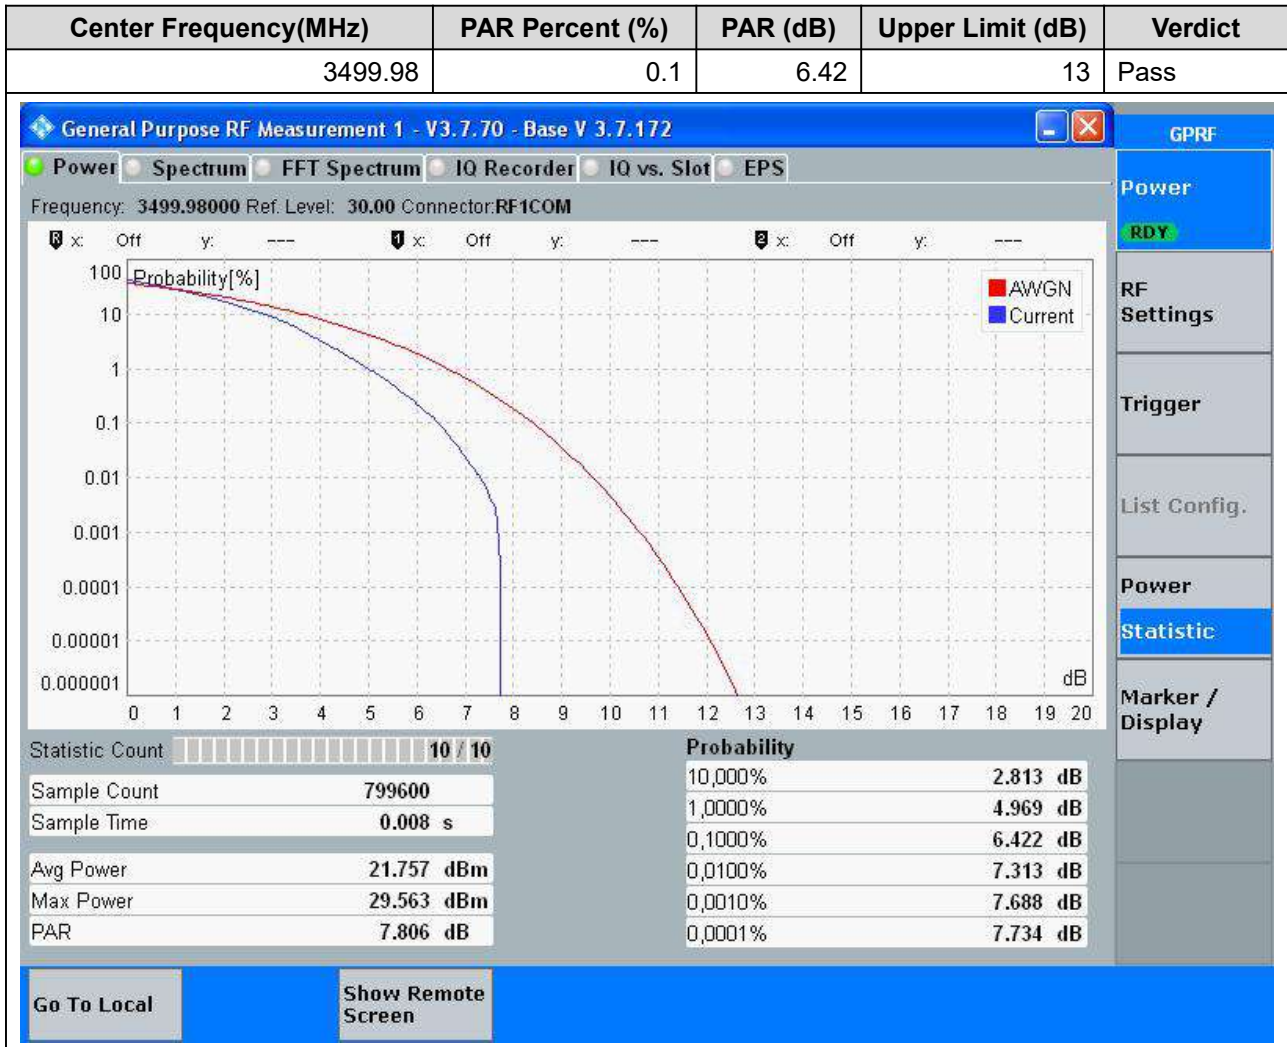 Center Frequency(MHz) PAR Percent (%) PAR (dB) Upper Limit (dB) Verdict
3499.98 0.1 6.42 13 Pass
General Purpose RF Measurement 1 - V3.7.70 - Base V 3.7.172
GPRF
Power Spectrum FFT Spectrum IQ Recorder IQ vs. Slot EPS
Power
RDY
Frequency: 3499.98000 Ref. Level: 30.00 Connector:RF1COM
R x: Off y: --- 1 x: Off y: --- 2 x: Off y: ---
Probability[%]
AWGN
Current
100
10
1
0.1
0.01
0.001
0.0001
0.00001
0.000001
dB
0 1 2 3 4 5 6 7 8 9 10 11 12 13 14 15 16 17 18 19 20
RF
Settings
Trigger
List Config.
Power
Statistic
Marker /
Display
Statistic Count 10 / 10
Sample Count 799600
Sample Time 0.008 s
Avg Power 21.757 dBm
Max Power 29.563 dBm
PAR 7.806 dB
Probability
10,000% 2.813 dB
1,0000% 4.969 dB
0,1000% 6.422 dB
0,0100% 7.313 dB
0,0010% 7.688 dB
0,0001% 7.734 dB
Go To Local
Show Remote
Screen